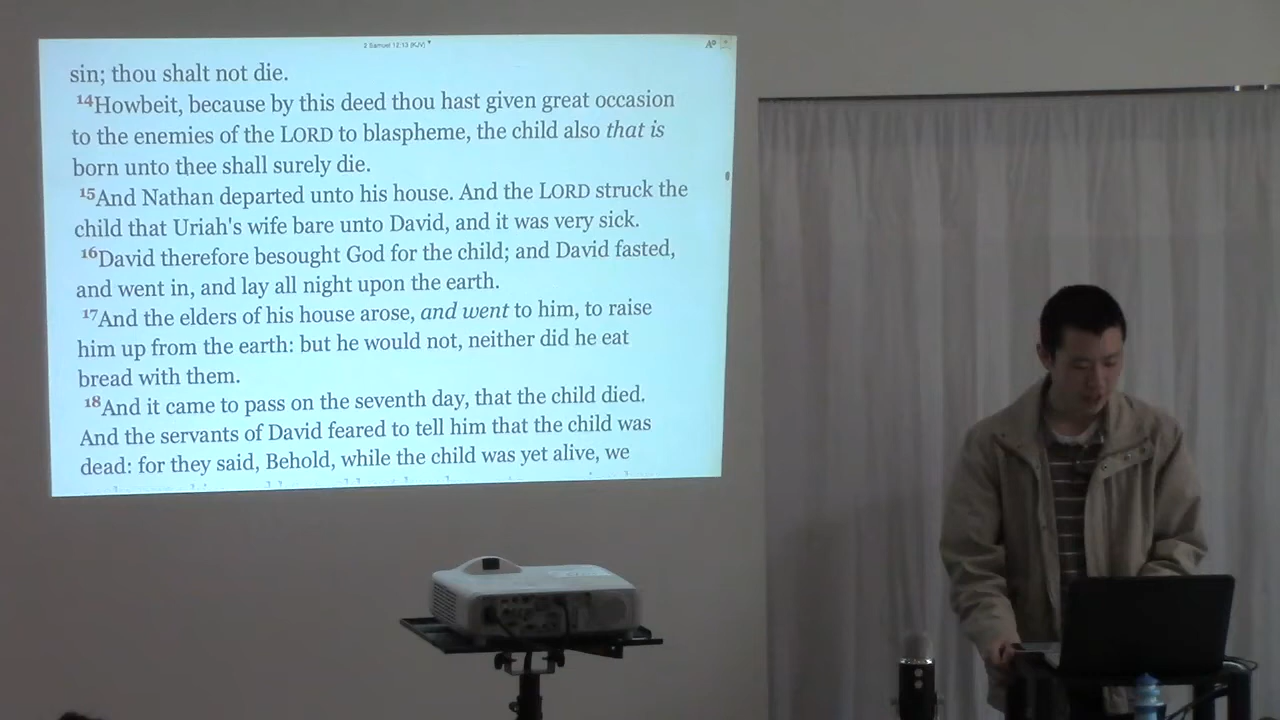 2 Samuel 12:13 (KJV)
sin; thou shalt not die.
14Howbeit, because by this deed thou hast given great occasion
to the enemies of the LORD to blaspheme, the child also that is
born unto thee shall surely die.
15And Nathan departed unto his house. And the LORD struck the
child that Uriah's wife bare unto David, and it was very sick.
16David therefore besought God for the child; and David fasted,
and went in, and lay all night upon the earth.
17And the elders of his house arose, and went to him, to raise
him up from the earth: but he would not, neither did he eat
bread with them.
18And it came to pass on the seventh day, that the child died.
And the servants of David feared to tell him that the child was
dead: for they said, Behold, while the child was yet alive, we